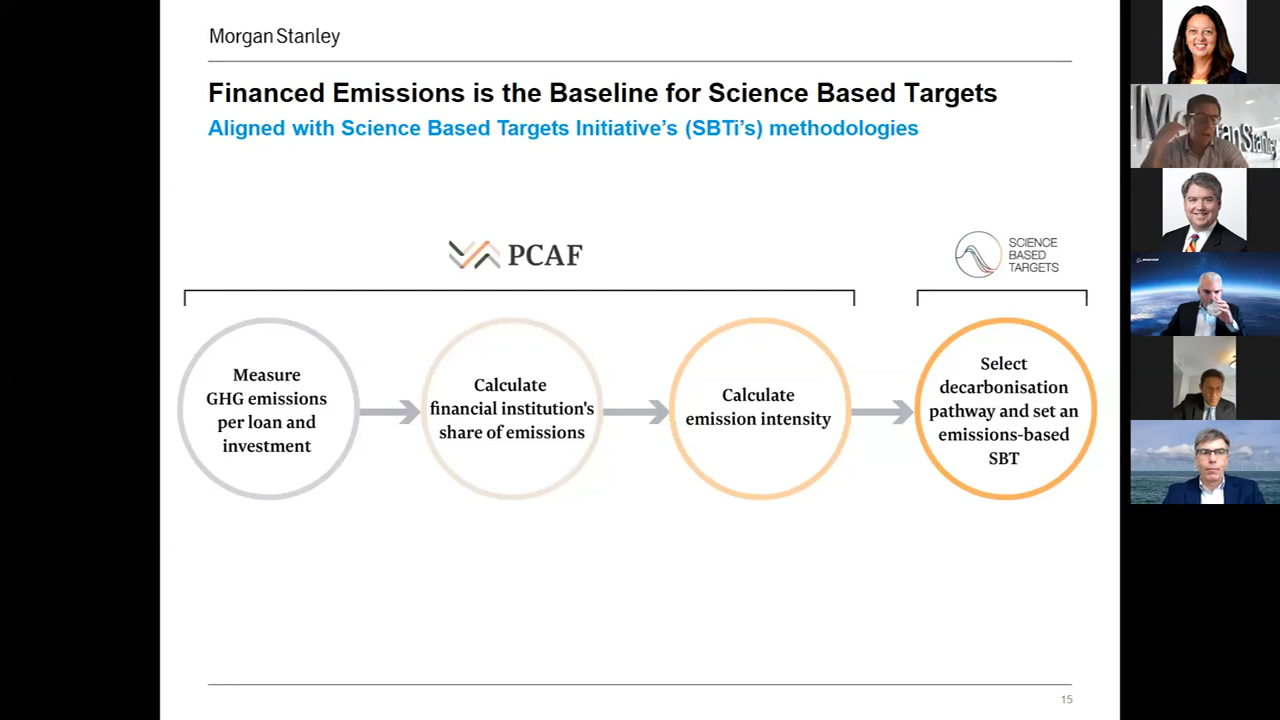 Morgan Stanley
Financed Emissions is the Baseline for Science Based Targets
Aligned with Science Based Targets Initiative’s (SBTi’s) methodologies
PCAF
SCIENCE
BASED
TARGETS
Measure
GHG emissions
per loan and
investment
Calculate
financial institution's
share of emissions
Calculate
emission intensity
Select
decarbonisation
pathway and set an
emissions-based
SBT
15
Morgan Stanley